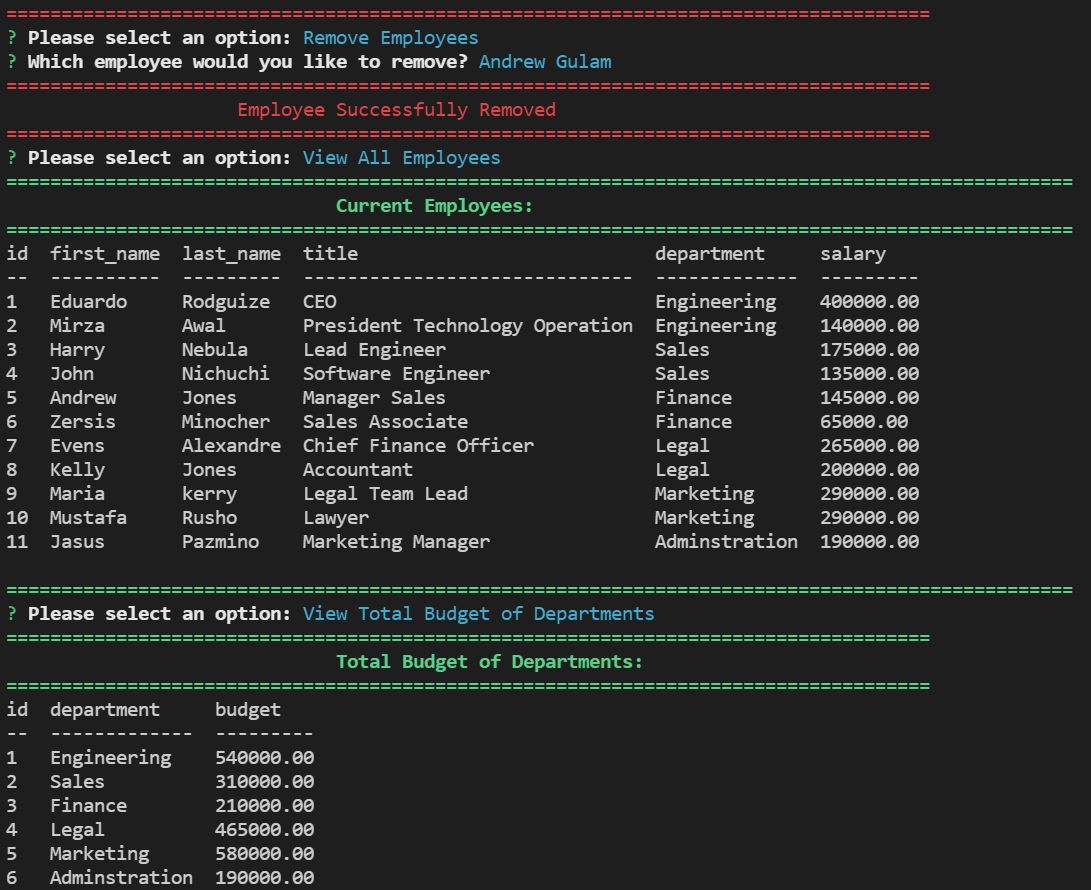 ====================================================================================
? Please select an option: Remove Employees
? Which employee would you like to remove? Andrew Gulam
====================================================================================
                     Employee Successfully Removed
====================================================================================
? Please select an option: View All Employees
=================================================================================================
                              Current Employees:
=================================================================================================
id  first_name  last_name  title                           department     salary
--  ----------  ---------  ------------------------------  -------------  ---------
1   Eduardo     Rodguize   CEO                             Engineering    400000.00
2   Mirza       Awal       President Technology Operation  Engineering    140000.00
3   Harry       Nebula     Lead Engineer                   Sales          175000.00
4   John        Nichuchi   Software Engineer               Sales          135000.00
5   Andrew      Jones      Manager Sales                   Finance        145000.00
6   Zersis      Minocher   Sales Associate                 Finance        65000.00
7   Evens       Alexandre  Chief Finance Officer           Legal          265000.00
8   Kelly       Jones      Accountant                      Legal          200000.00
9   Maria       kerry      Legal Team Lead                 Marketing      290000.00
10  Mustafa     Rusho      Lawyer                          Marketing      290000.00
11  Jasus       Pazmino    Marketing Manager               Adminstration  190000.00
=================================================================================================
? Please select an option: View Total Budget of Departments
====================================================================================
                              Total Budget of Departments:
====================================================================================
id  department     budget
--  -------------  ---------
1   Engineering    540000.00
2   Sales          310000.00
3   Finance        210000.00
4   Legal          465000.00
5   Marketing      580000.00
6   Adminstration  190000.00